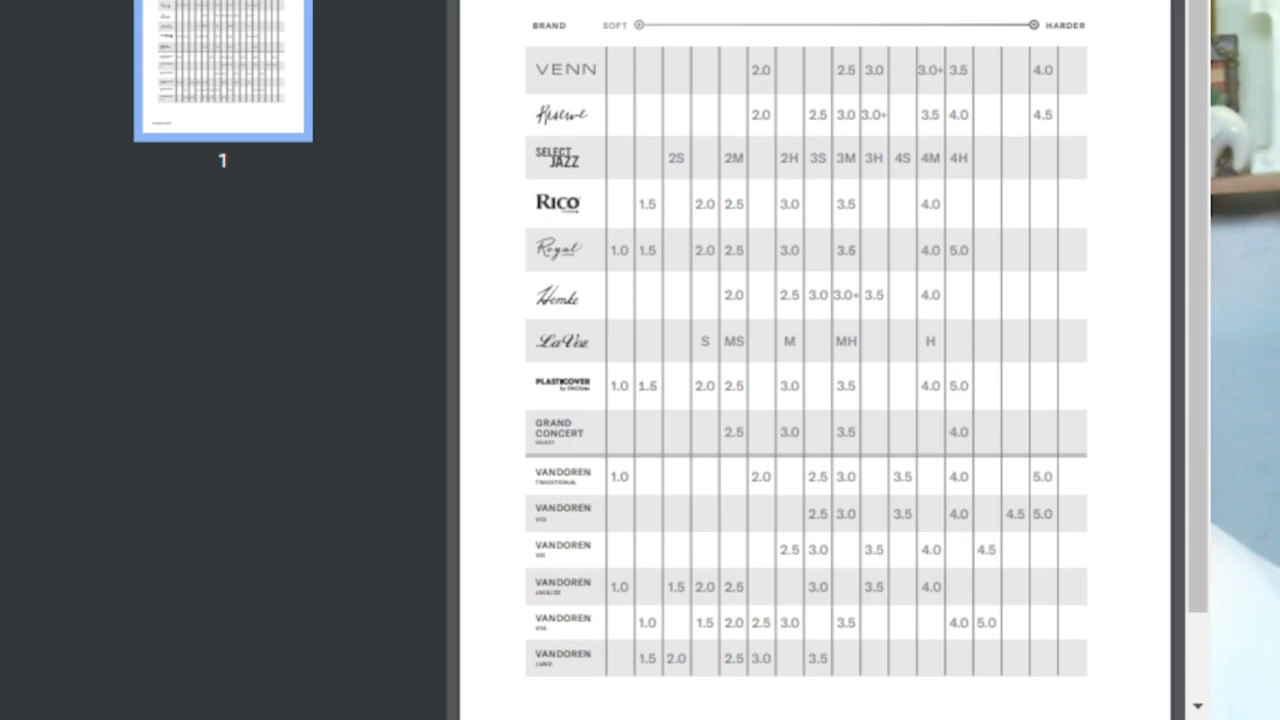 BRAND SOFT HARDER
VENN 2.0 2.5 3.0 3.0+ 3.5 4.0
Reserve 2.0 2.5 3.0 3.0+ 3.5 4.0 4.5
SELECT
JAZZ 2S 2M 2H 3S 3M 3H 4S 4M 4H
RICO 1.5 2.0 2.5 3.0 3.5 4.0
Royal 1.0 1.5 2.0 2.5 3.0 3.5 4.0 5.0
Hemke 2.0 2.5 3.0 3.0+ 3.5 4.0
La Voz S MS M MH H
PLASTICOVER 1.0 1.5 2.0 2.5 3.0 3.5 4.0 5.0
GRAND
CONCERT 2.5 3.0 3.5 4.0
SELECT
VANDOREN 1.0 2.0 2.5 3.0 3.5 4.0 5.0
TRADITIONAL
VANDOREN 2.5 3.0 3.5 4.0 4.5 5.0
VANDOREN 2.5 3.0 3.5 4.0 4.5
VANDOREN 1.0 1.5 2.0 2.5 3.0 3.5 4.0
VANDOREN 1.0 1.5 2.0 2.5 3.0 3.5 4.0 5.0
VANDOREN 1.5 2.0 2.5 3.0 3.5
JUNO
1